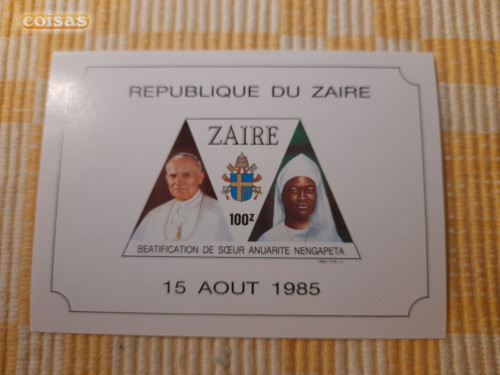 coisas
REPUBLIQUE DU ZAIRE
ZAIRE
100z
BEATIFICATION DE SŒUR ANUARITE NENGAPETA
15 AOUT 1985